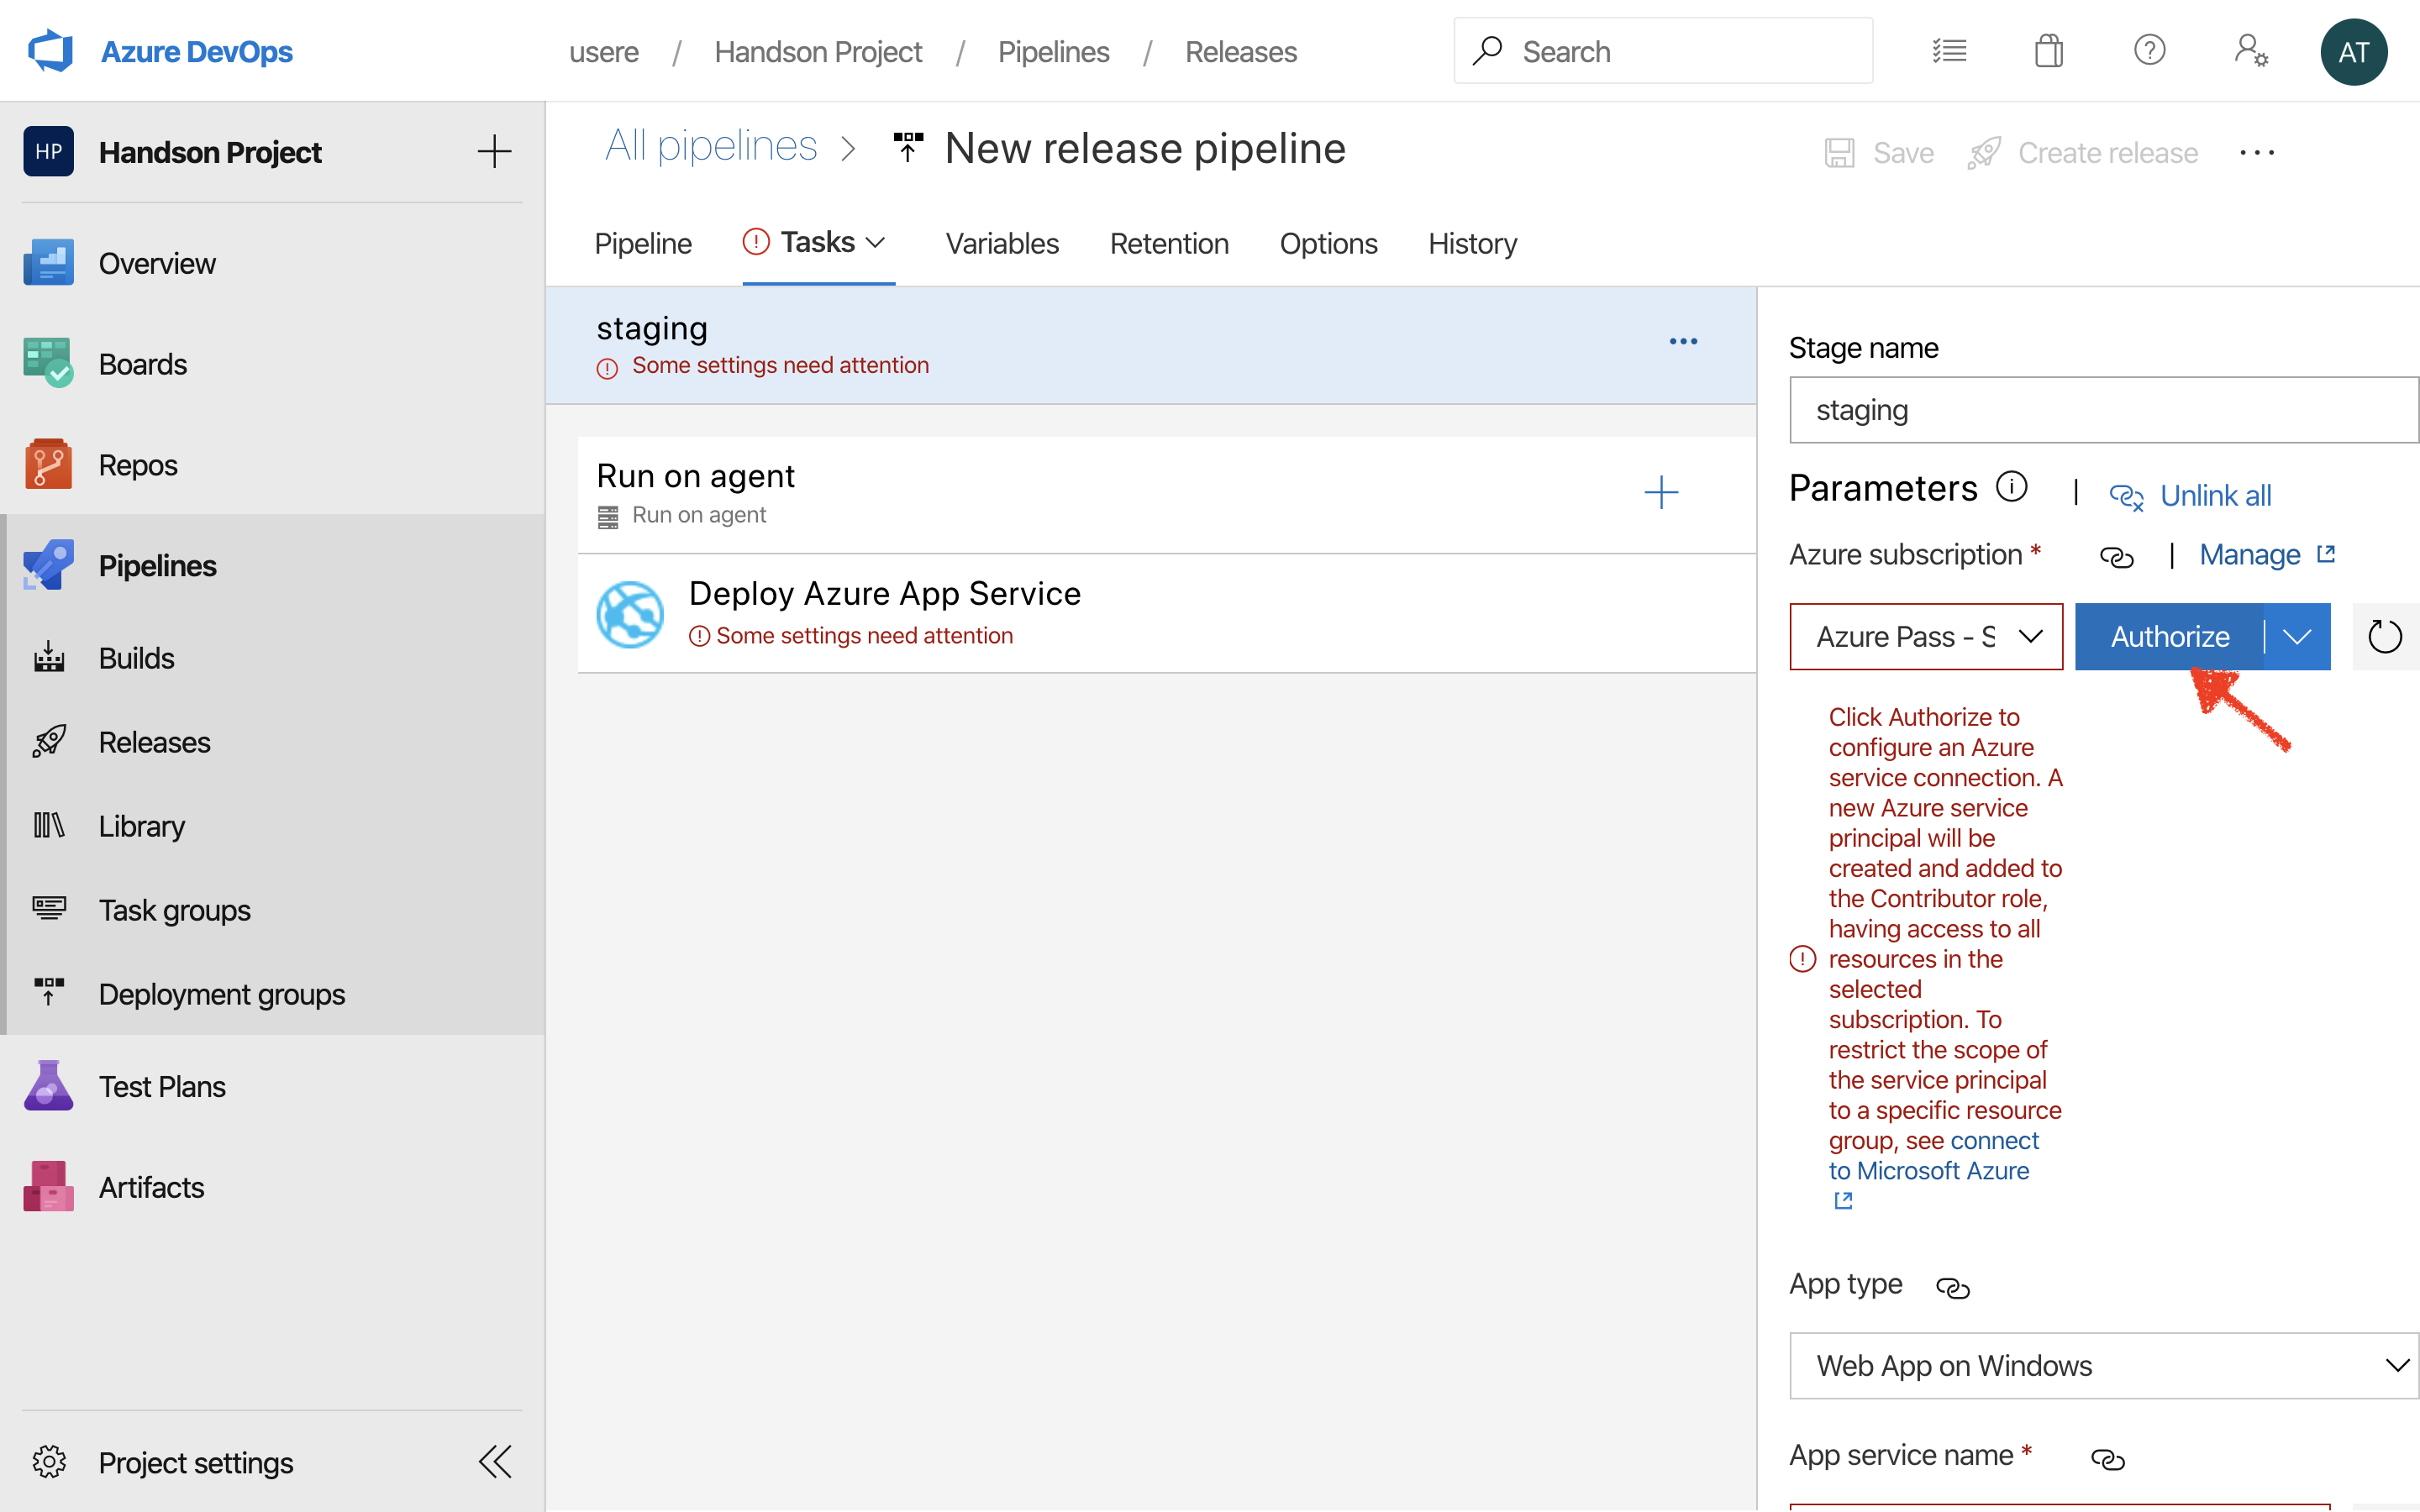 Azure DevOps
usere / Handson Project / Pipelines / Releases
Search
AT
HP Handson Project
Overview
Boards
Repos
Pipelines
Builds
Releases
Library
Task groups
Deployment groups
Test Plans
Artifacts
Project settings
All pipelines > New release pipeline
Save Create release ...
Pipeline Tasks Variables Retention Options History
staging
Some settings need attention
Run on agent
Run on agent
Deploy Azure App Service
Some settings need attention
Stage name
staging
Parameters | Unlink all
Azure subscription * | Manage
Azure Pass - S Authorize
Click Authorize to
configure an Azure
service connection. A
new Azure service
principal will be
created and added to
the Contributor role,
having access to all
resources in the
selected
subscription. To
restrict the scope of
the service principal
to a specific resource
group, see connect
to Microsoft Azure
App type
Web App on Windows
App service name *